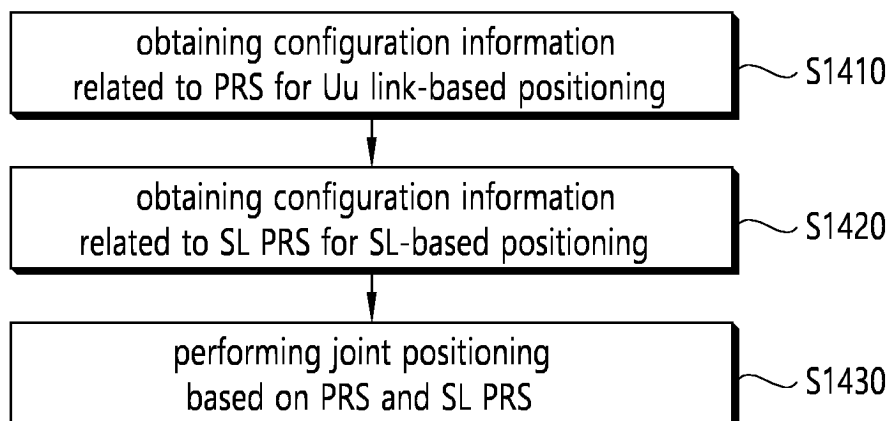 obtaining configuration information
related to PRS for Uu link-based positioning
S1410
obtaining configuration information
related to SL PRS for SL-based positioning
S1420
performing joint positioning
based on PRS and SL PRS
S1430